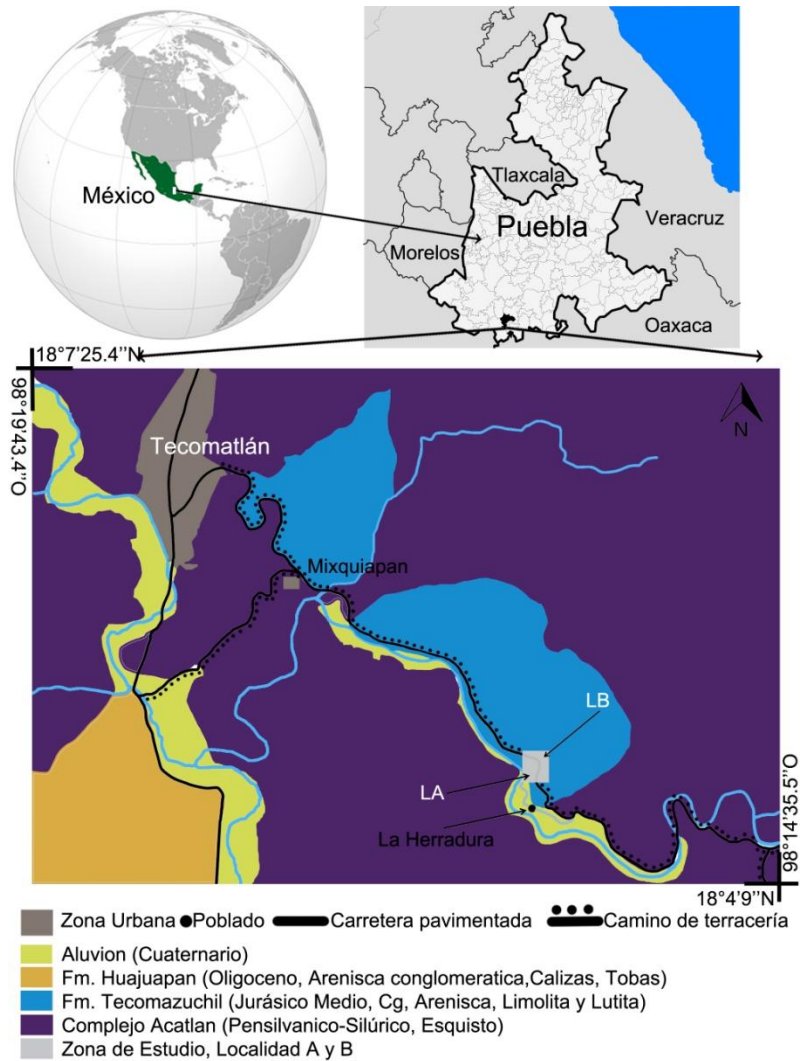 México
Tlaxcala
Puebla
Veracruz
Morelos
Oaxaca
18°7'25.4’’N
98°19'43.4’’O
Tecomatlán
N
Mixquiapan
LB
LA
La Herradura
98°14'35.5’’O
18°4'9’’N
Zona Urbana Poblado Carretera pavimentada Camino de terracería
Aluvion (Cuaternario)
Fm. Huajuapan (Oligoceno, Arenisca conglomeratica,Calizas, Tobas)
Fm. Tecomazuchil (Jurásico Medio, Cg, Arenisca, Limolita y Lutita)
Complejo Acatlan (Pensilvanico-Silúrico, Esquisto)
Zona de Estudio, Localidad A y B